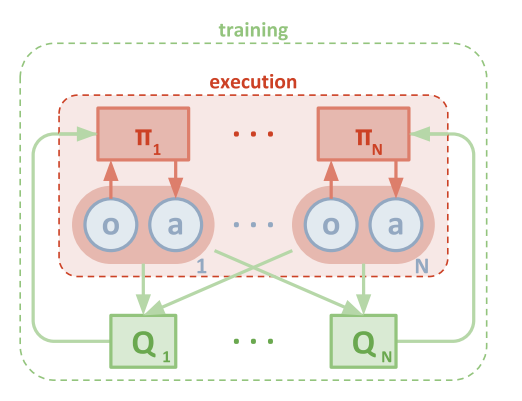 training
execution
π1 . . . πN
o a . . . o a
1 N
Q1 . . . QN